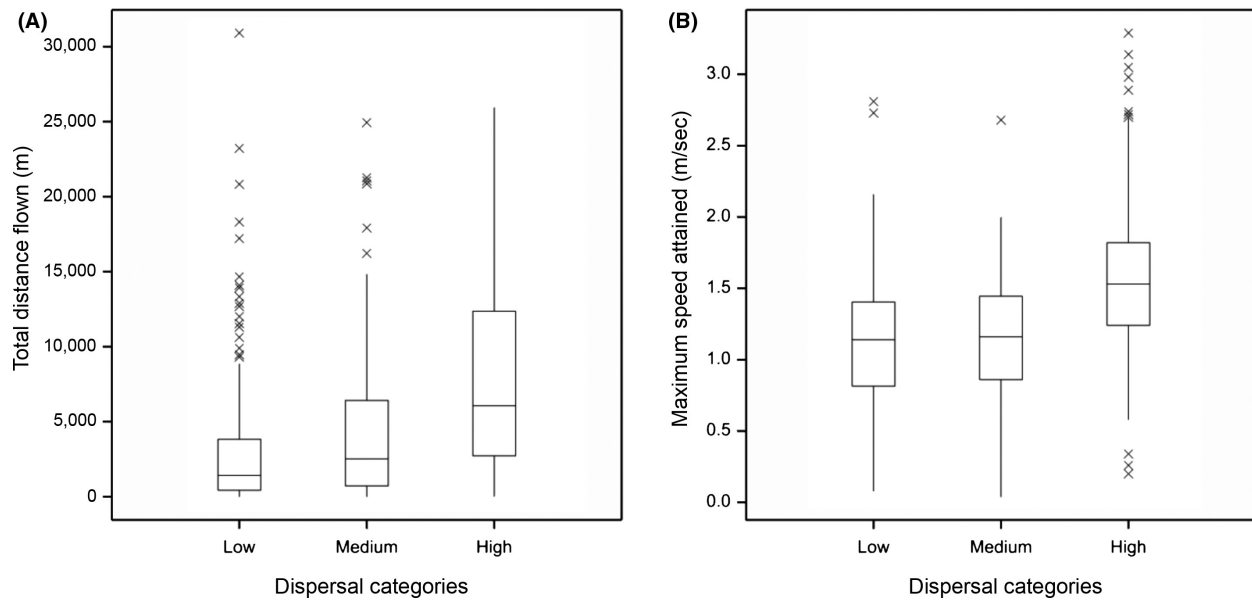 (A)
Total distance flown (m)
30,000
25,000
20,000
15,000
10,000
5,000
0
Low Medium High
Dispersal categories
(B)
Maximum speed attained (m/sec)
3.0
2.5
2.0
1.5
1.0
0.5
0.0
Low Medium High
Dispersal categories